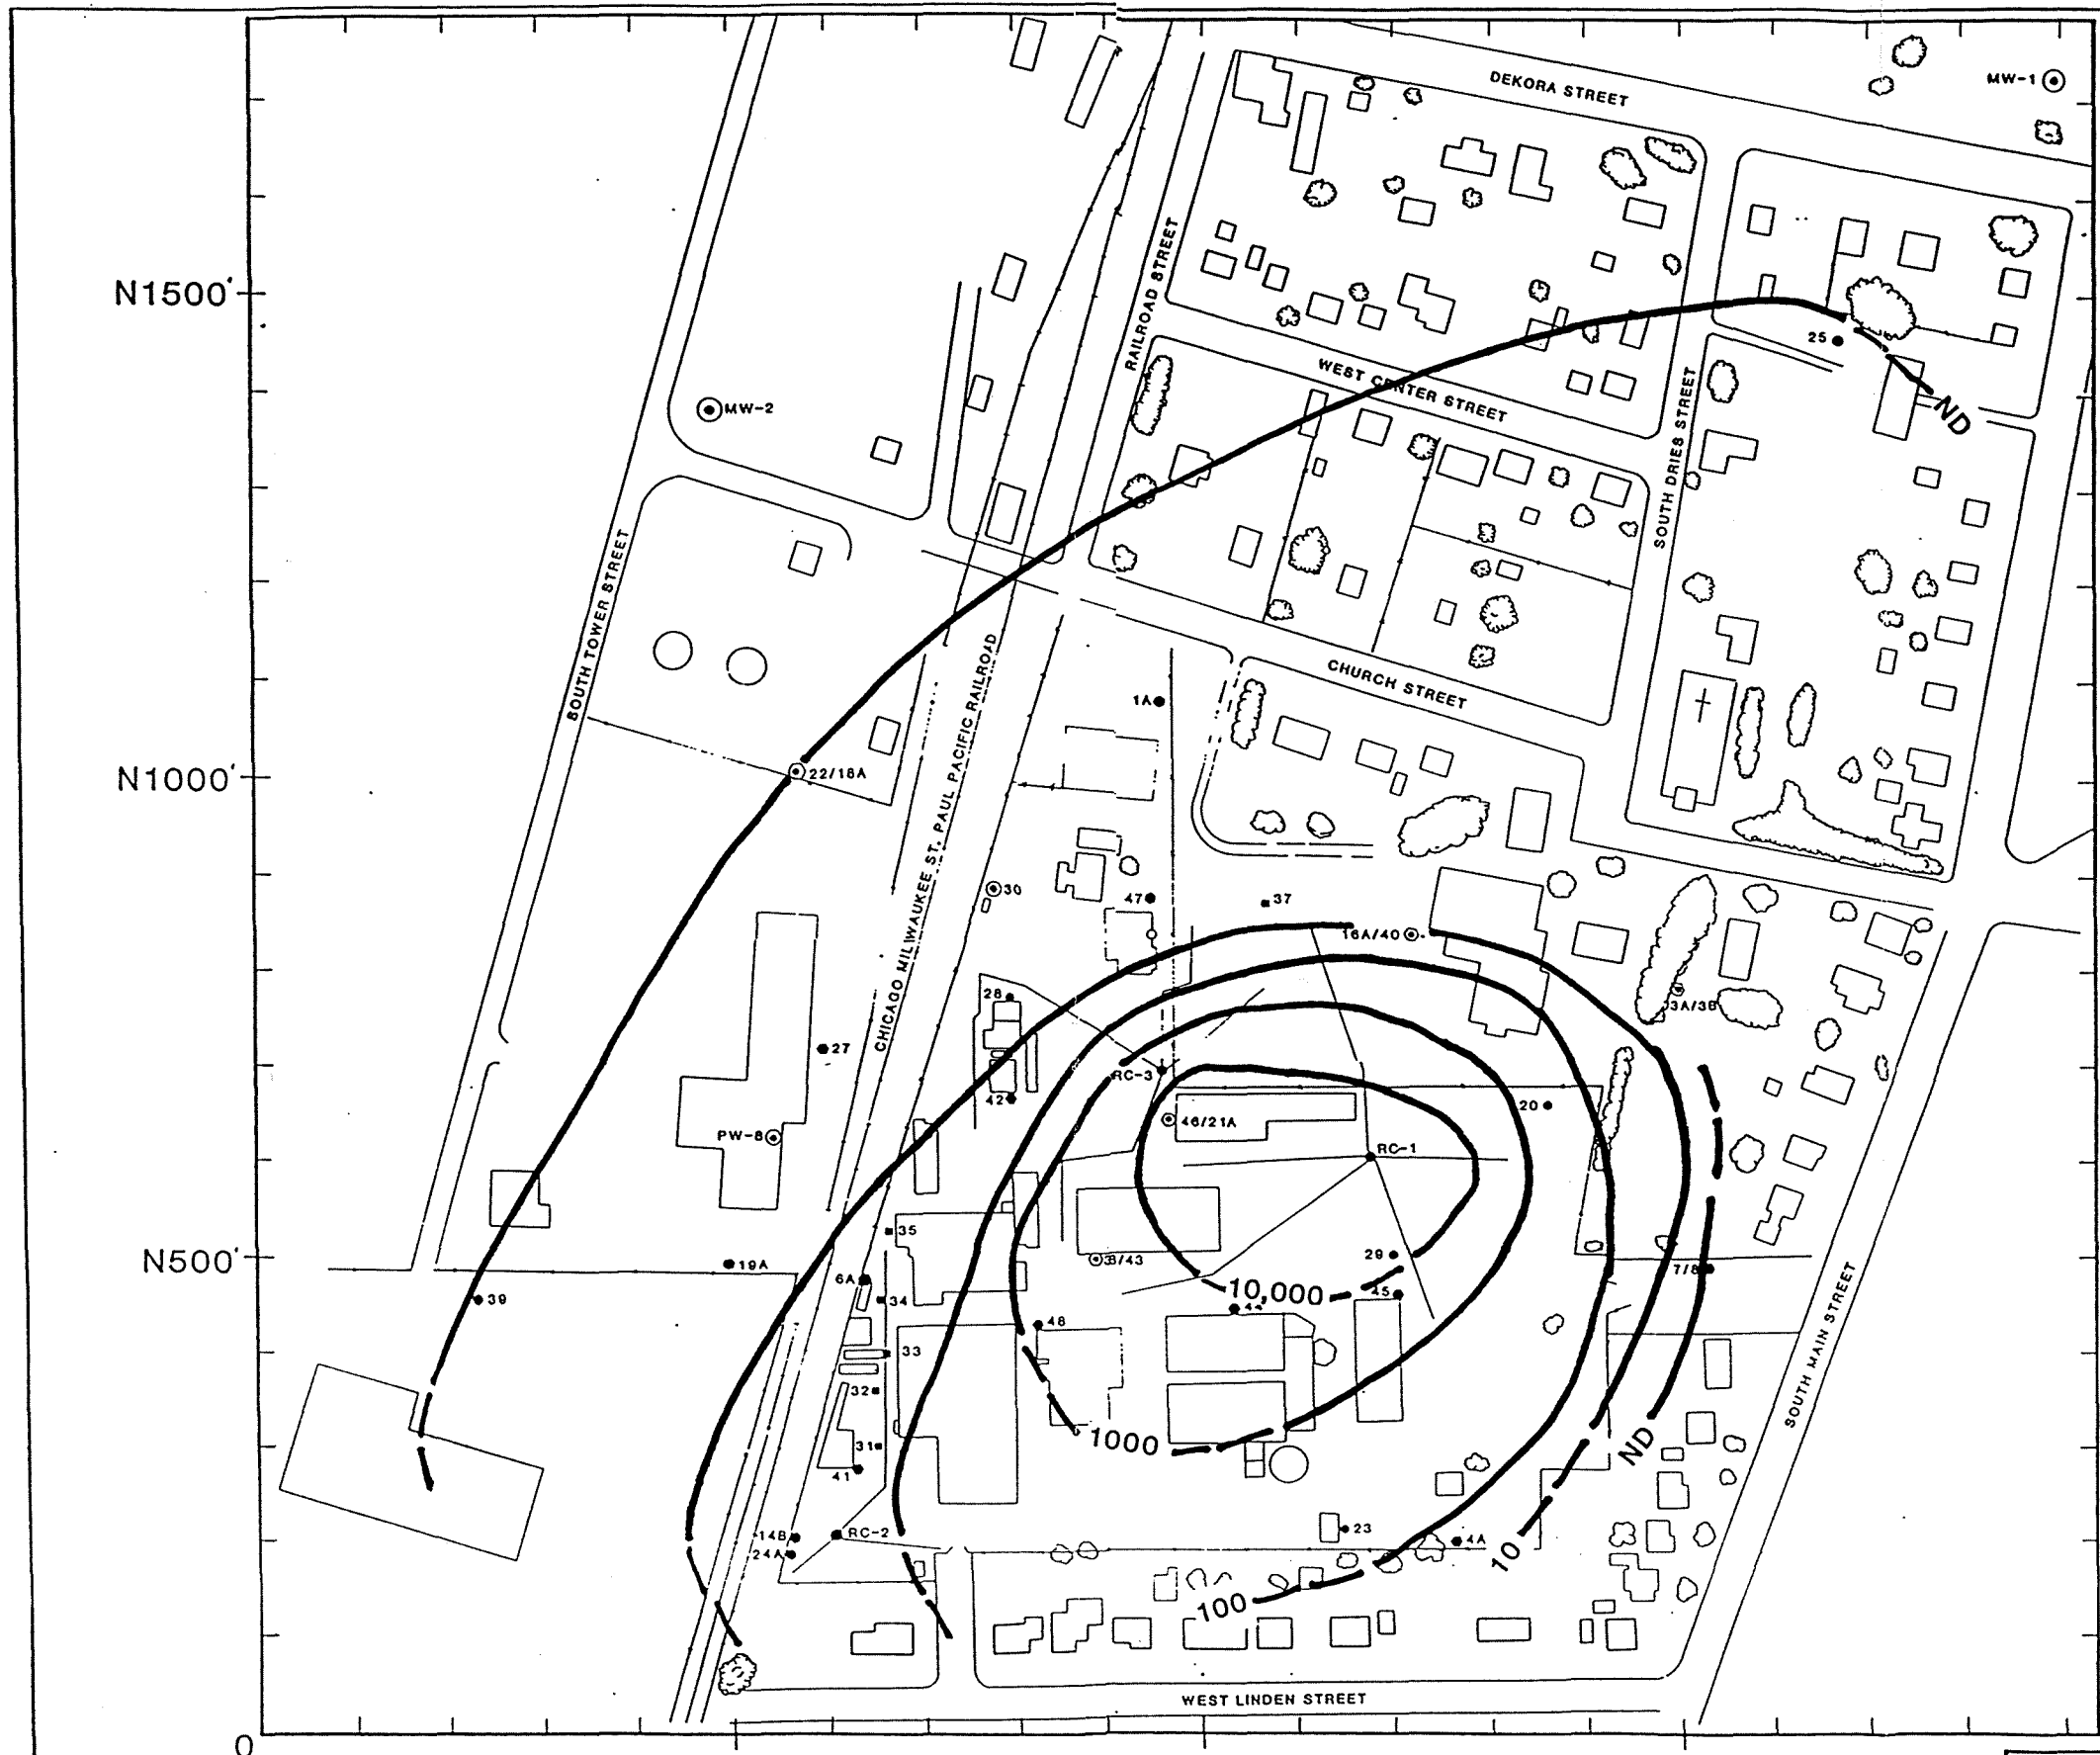 DEKORA STREET
MW-1
N1500'
RAILROAD STREET
25
WEST CENTER STREET
ND
MW-2
SOUTH DRIES STREET
SOUTH TOWER STREET
CHURCH STREET
1A
CHICAGO MILIWAUKEE ST. PAUL PACIFIC RAILROAD
N1000'
22/18A
30
47
37
16A/40
28
3A/3B
27
RC-3
42
20
46/21A
PW-8
RC-1
35
N500'
29
19A
6A
7/8
39
34
10,000
45
44
48
33
SOUTH MAIN STREET
32
31
1000
ND
41
14B
RC-2
23
4A
24A
10
100
WEST LINDEN STREET
0